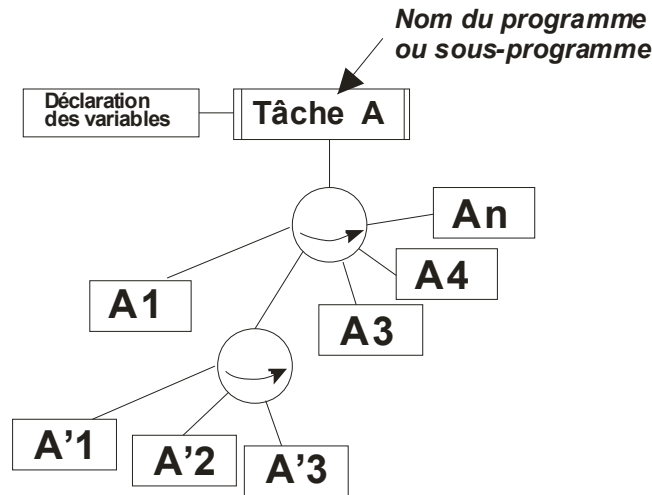 Nom du programme
ou sous-programme
Déclaration
des variables
Tâche A
An
A4
A1
A3
A'1
A'2
A'3